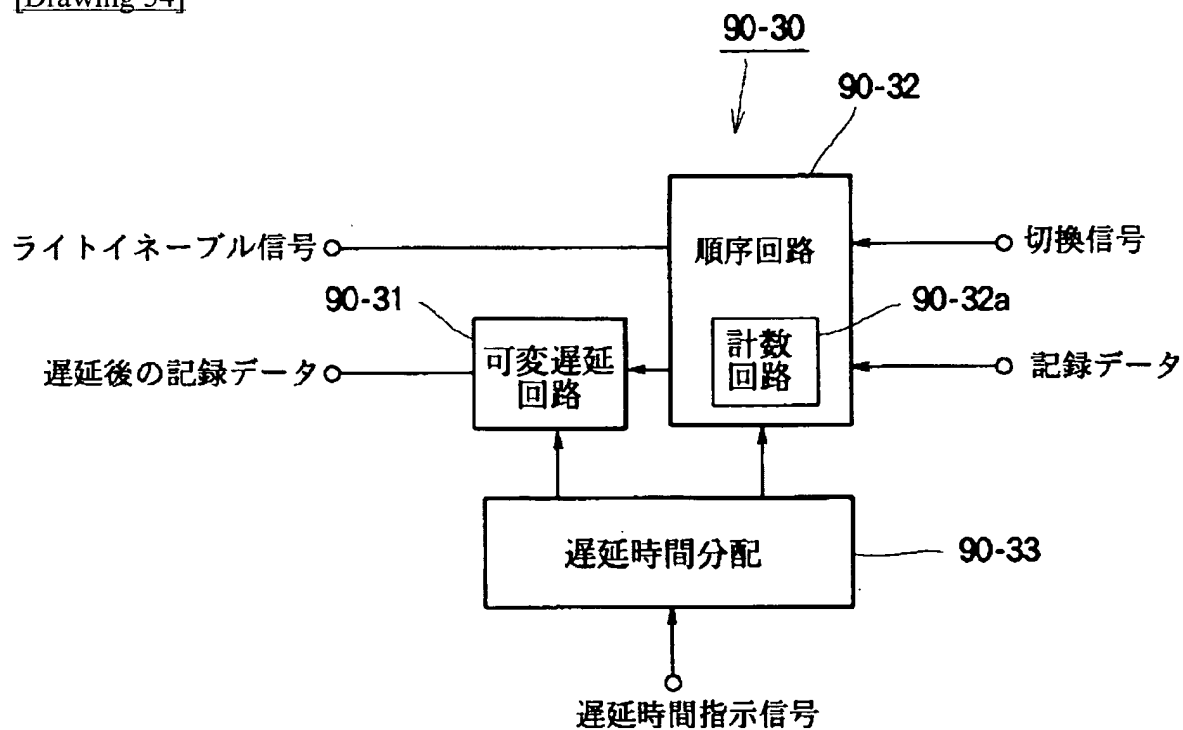 [Drawing 34]
90-30
90-32
ライトイネーブル信号
順序回路
切換信号
90-31
90-32a
計数
回路
遅延後の記録データ
可変遅延
回路
記録データ
遅延時間分配
90-33
遅延時間指示信号